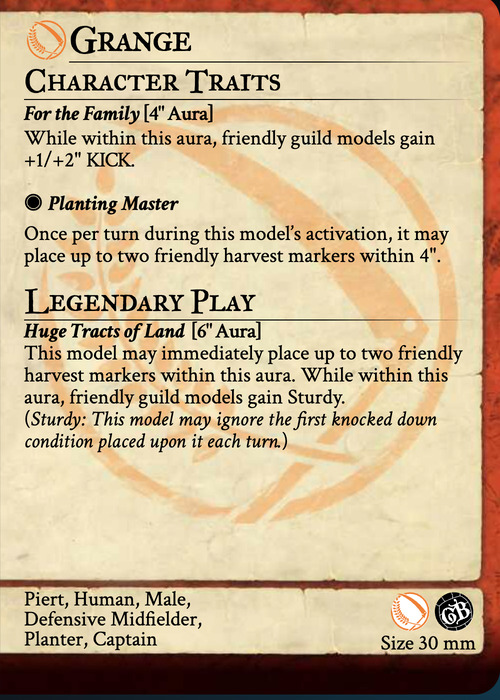 Grange
Character Traits
For the Family [4" Aura]
While within this aura, friendly guild models gain
+1/+2" KICK.
Planting Master
Once per turn during this model's activation, it may
place up to two friendly harvest markers within 4".
Legendary Play
Huge Tracts of Land [6" Aura]
This model may immediately place up to two friendly
harvest markers within this aura. While within this
aura, friendly guild models gain Sturdy.
(Sturdy: This model may ignore the first knocked down
condition placed upon it each turn.)
Piert, Human, Male,
Defensive Midfielder,
Planter, Captain
GB
Size 30 mm